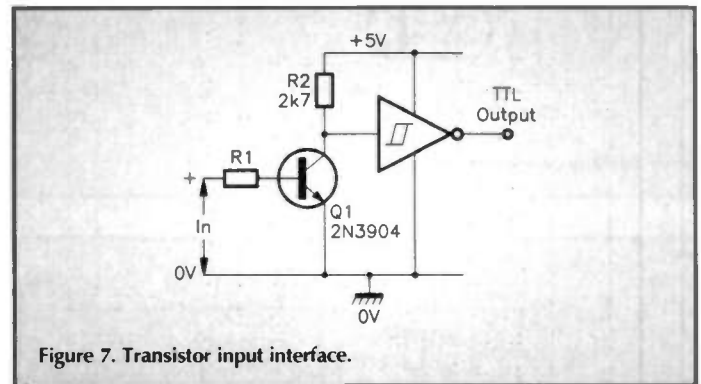 +5V
R2
2k7
TTL
Output
R1
+
Q1
2N3904
In
0V
0V
Figure 7. Transistor input interface.